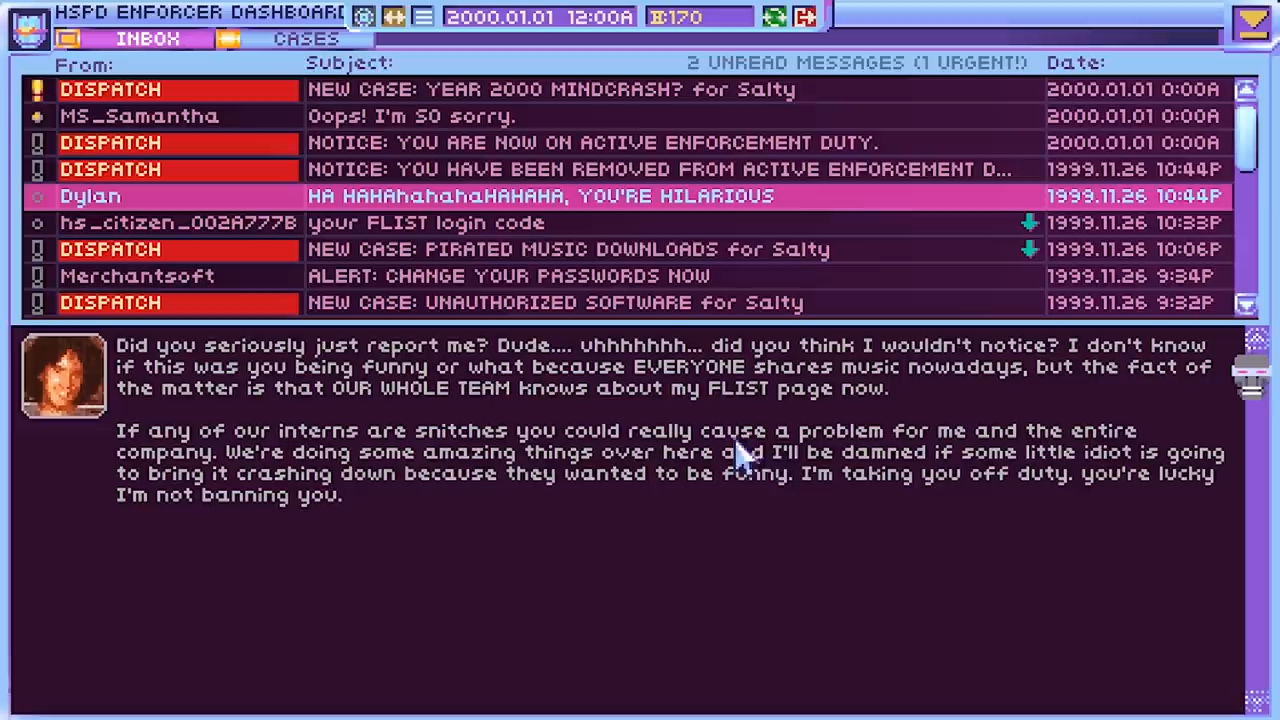 HSPD ENFORCER DASHBOARD
2000.01.01 12:00A
170
INBOX
CASES
From: Subject: 2 UNREAD MESSAGES (1 URGENT!) Date:
DISPATCH NEW CASE: YEAR 2000 MINDCRASH? for Salty 2000.01.01 0:00A
MS_Samantha Oops! I'm SO sorry. 2000.01.01 0:00A
DISPATCH NOTICE: YOU ARE NOW ON ACTIVE ENFORCEMENT DUTY. 2000.01.01 0:00A
DISPATCH NOTICE: YOU HAVE BEEN REMOVED FROM ACTIVE ENFORCEMENT D... 1999.11.26 10:44P
Dylan HA HAHAhahahaHAHAHA, YOU'RE HILARIOUS 1999.11.26 10:44P
hs_citizen_002A777B your FLIST login code 1999.11.26 10:33P
DISPATCH NEW CASE: PIRATED MUSIC DOWNLOADS for Salty 1999.11.26 10:06P
Merchantsoft ALERT: CHANGE YOUR PASSWORDS NOW 1999.11.26 9:34P
DISPATCH NEW CASE: UNAUTHORIZED SOFTWARE for Salty 1999.11.26 9:32P
Did you seriously just report me? Dude.... uhhhhhhh... did you think I wouldn't notice? I don't know
if this was you being funny or what because EVERYONE shares music nowadays, but the fact of
the matter is that OUR WHOLE TEAM knows about my FLIST page now.
If any of our interns are snitches you could really cause a problem for me and the entire
company. We're doing some amazing things over here and I'll be damned if some little idiot is going
to bring it crashing down because they wanted to be funny. I'm taking you off duty. you're lucky
I'm not banning you.